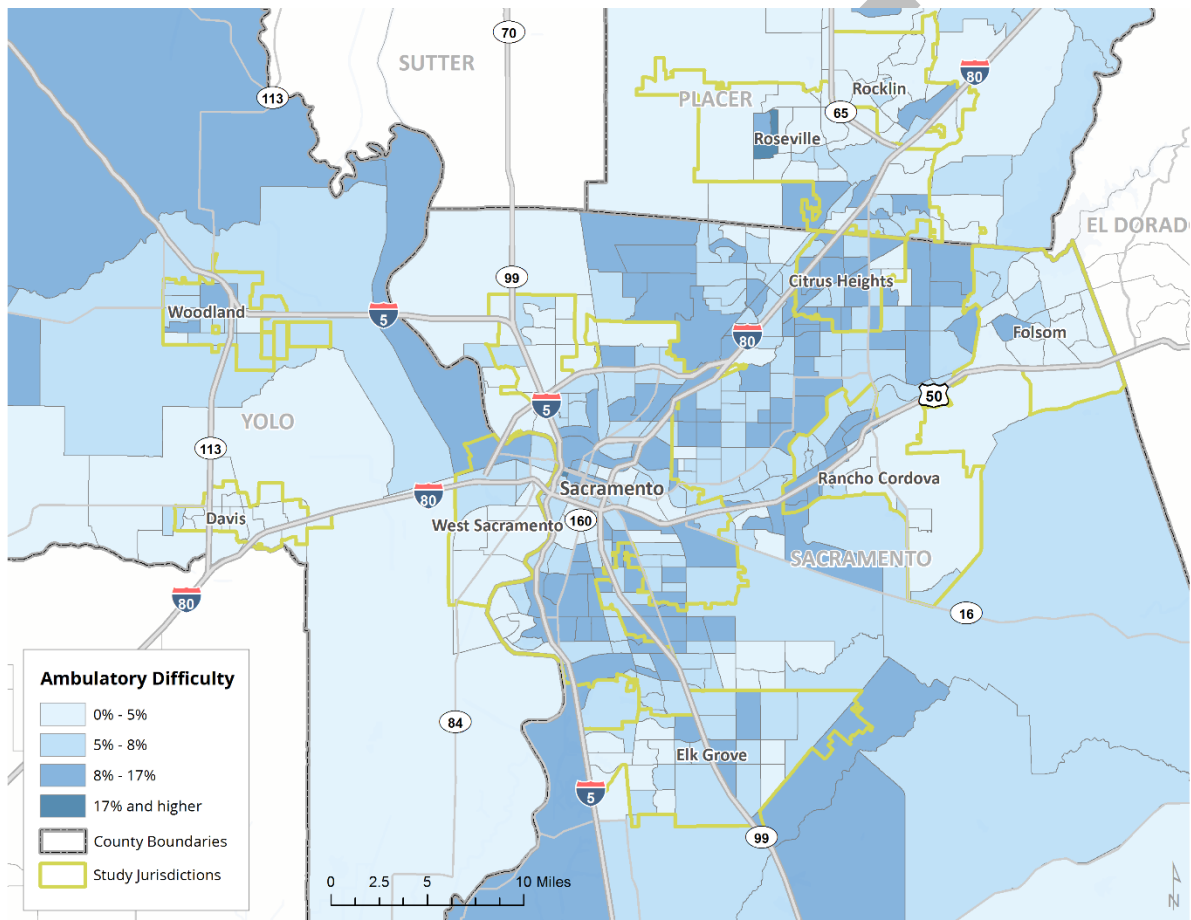 70
SUTTER
80
113
Rocklin
PLACER
65
Roseville
EL DORADO
99
Citrus Heights
Woodland
5
80
Folsom
50
5
YOLO
113
Rancho Cordova
80
Sacramento
Davis
West Sacramento
160
SACRAMENTO
80
16
84
Elk Grove
5
99
Ambulatory Difficulty
0% - 5%
5% - 8%
8% - 17%
17% and higher
County Boundaries
Study Jurisdictions
0 2.5 5 10 Miles
N